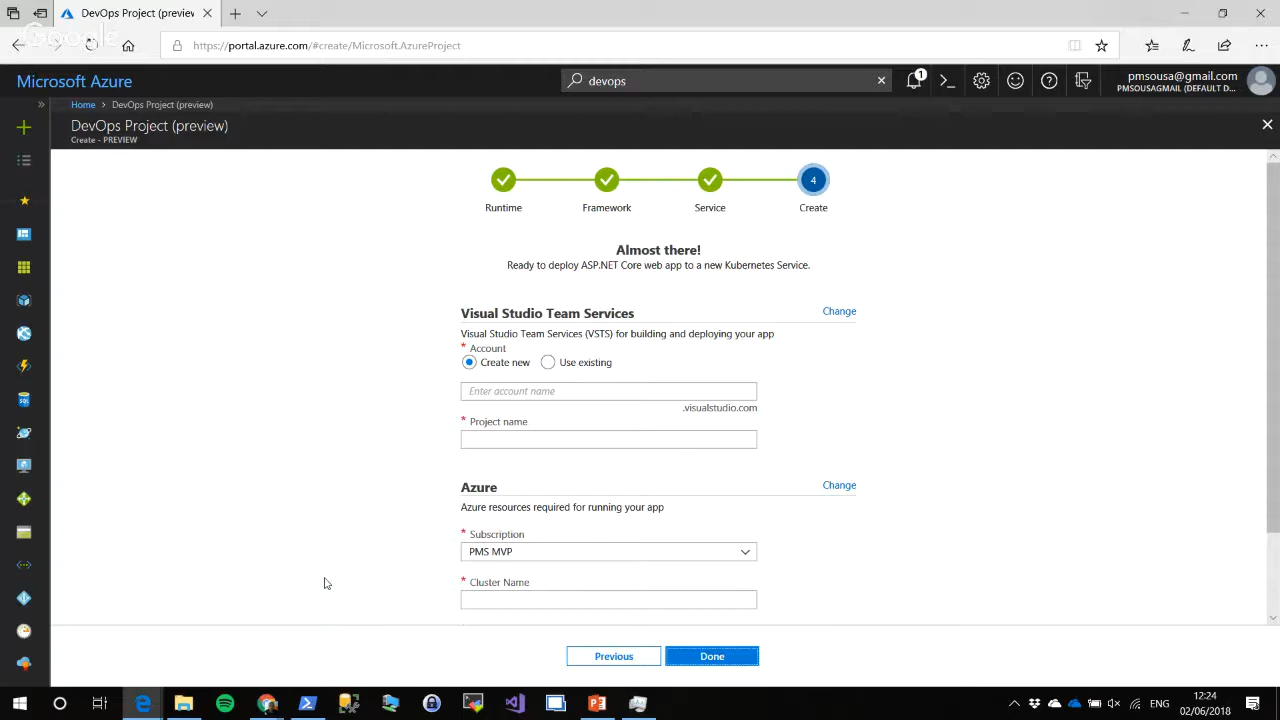 DevOps Project (preview)
Google
https://portal.azure.com/#create/Microsoft.AzureProject
Microsoft Azure
devops
1
pmsousa@gmail.com
PMSOUSAGMAIL (DEFAULT D...
Home > DevOps Project (preview)
DevOps Project (preview)
Create - PREVIEW
4
Runtime
Framework
Service
Create
Almost there!
Ready to deploy ASP.NET Core web app to a new Kubernetes Service.
Visual Studio Team Services
Change
Visual Studio Team Services (VSTS) for building and deploying your app
* Account
Create new
Use existing
Enter account name
.visualstudio.com
* Project name
Azure
Change
Azure resources required for running your app
* Subscription
PMS MVP
* Cluster Name
Previous
Done
SQL
ENG
12:24
02/06/2018